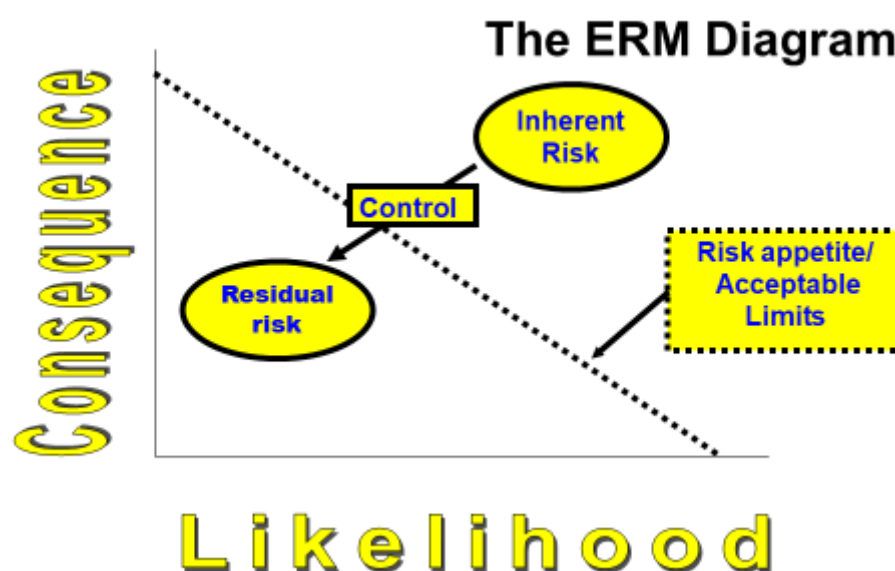 The ERM Diagram
Consequence
Inherent
Risk
Control
Residual
risk
Risk appetite/
Acceptable
Limits
Likelihood